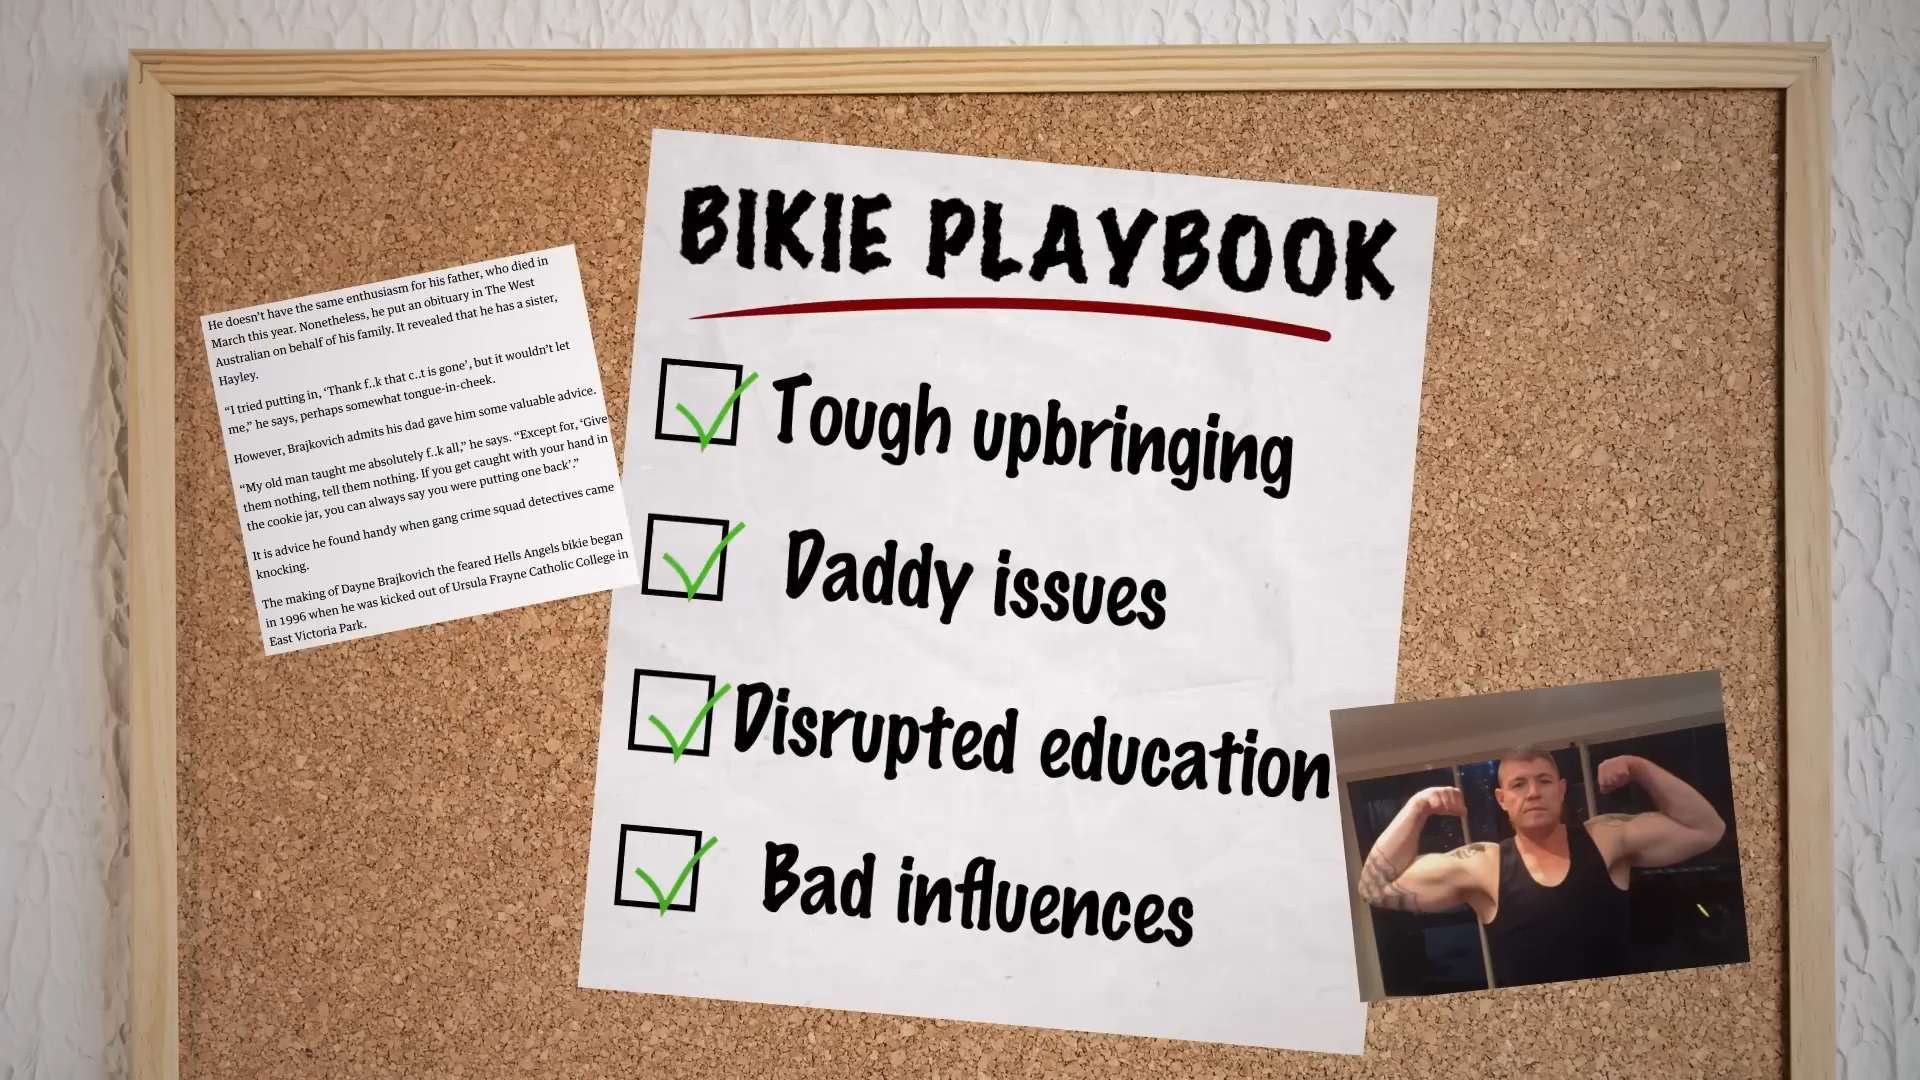 He doesn't have the same enthusiasm for his father, who died in
March this year. Nonetheless, he put an obituary in The West
Australian on behalf of his family. It revealed that he has a sister,
Hayley.
“I tried putting in, ‘Thank f..k that c..t is gone’, but it wouldn’t let
me,” he says, perhaps somewhat tongue-in-cheek.
However, Brajkovich admits his dad gave him some valuable advice.
“My old man taught me absolutely f..k all,” he says. “Except for, ‘Give
them nothing, tell them nothing. If you get caught with your hand in
the cookie jar, you can always say you were putting one back’.”
It is advice he found handy when gang crime squad detectives came
knocking.
The making of Dayne Brajkovich the feared Hells Angels bikie began
in 1996 when he was kicked out of Ursula Frayne Catholic College in
East Victoria Park.
BIKIE PLAYBOOK
Tough upbringing
Daddy issues
Disrupted education
Bad influences